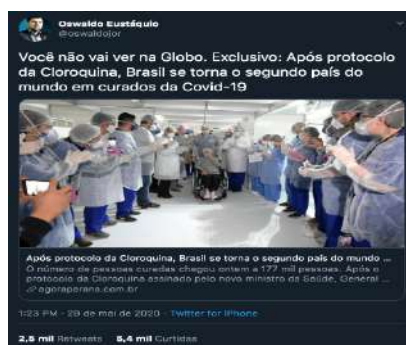 Oswaldo Eustáquio
@oswaldojor
Você não vai ver na Globo. Exclusivo: Após protocolo
da Cloroquina, Brasil se torna o segundo país do
mundo em curados da Covid-19
Após protocolo da Cloroquina, Brasil se torna o segundo país do mundo ...
O número de pessoas curadas chegou ontem a 177 mil pessoas. Após o
protocolo da Cloroquina assinado pelo novo ministro da Saúde, General ...
agoraparana.com.br
1:23 PM · 29 de mai de 2020 · Twitter for iPhone
2,5 mil Retweets 5,4 mil Curtidas